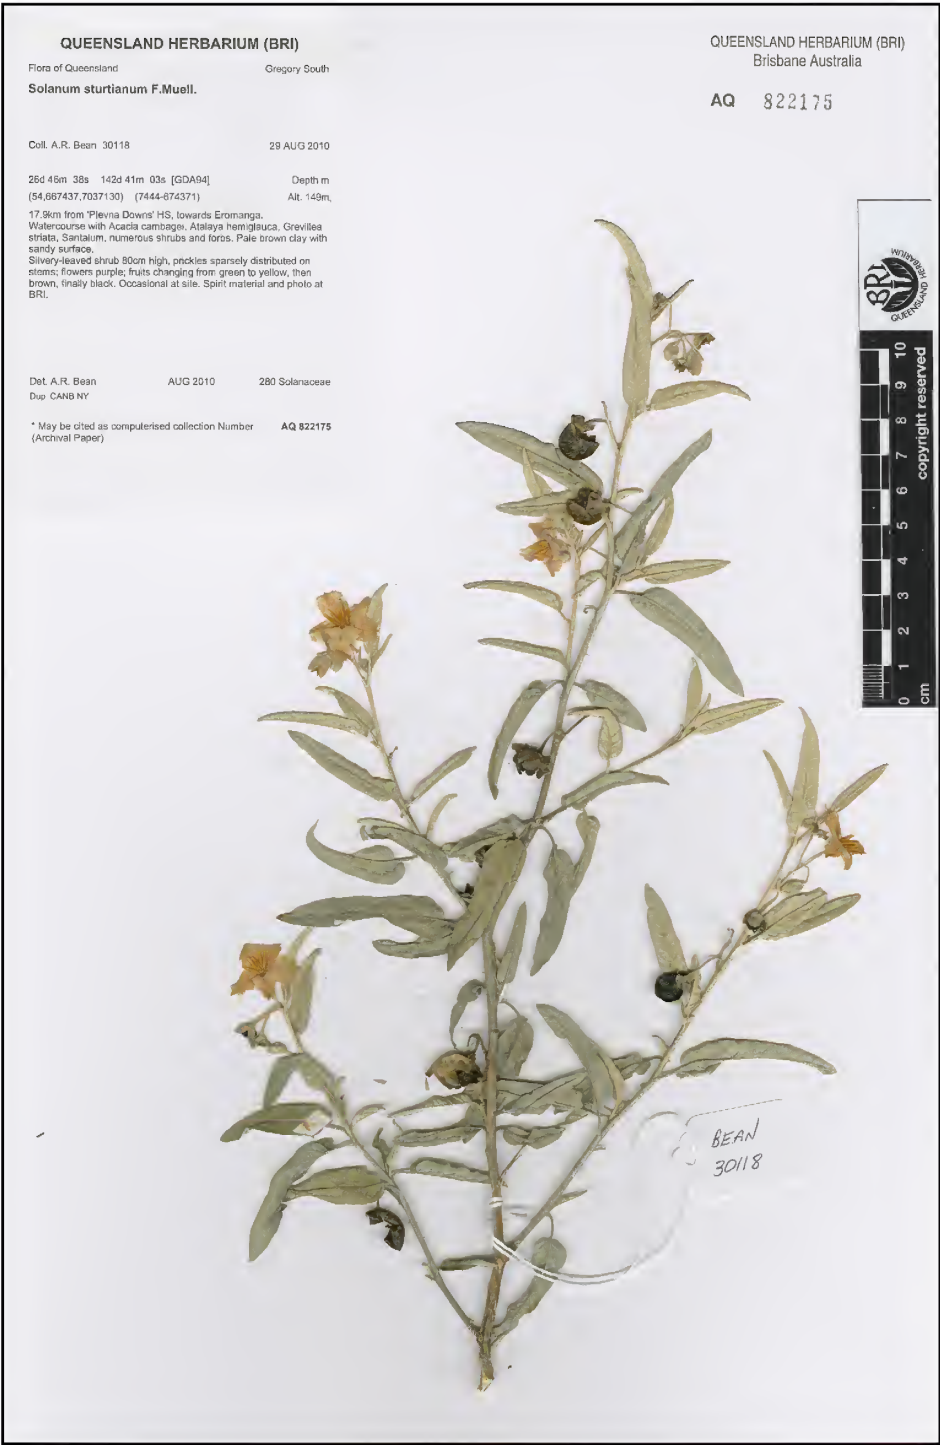 QUEENSLAND HERBARIUM (BRI)
Flora of Queensland Gregory South
Solanum sturtianum F.Muell.
Coll. A.R. Bean 30118 29 AUG 2010
26d 46m 38s 142d 41m 03s [GDA94] Depth m
(54,667437,7037130) (7444-674371) Alt. 149m,
17.9km from 'Plevna Downs' HS, towards Eromanga.
Watercourse with Acacia cambagei, Atalaya hemiglauca, Grevillea
striata, Santalum, numerous shrubs and forbs. Pale brown clay with
sandy surface.
Silvery-leaved shrub 80cm high, prickles sparsely distributed on
stems; flowers purple; fruits changing from green to yellow, then
brown, finally black. Occasional at site. Spirit material and photo at
BRI.
Det. A.R. Bean AUG 2010 280 Solanaceae
Dup CANB NY
* May be cited as computerised collection Number AQ 822175
(Archival Paper)
QUEENSLAND HERBARIUM (BRI)
Brisbane Australia
AQ 822175
MVRIVBARAIES
BRI
QUEENSLAND HERBARIUM
0 1 2 3 4 5 6 7 8 9 10
cm
copyright reserved
BEAN
30118